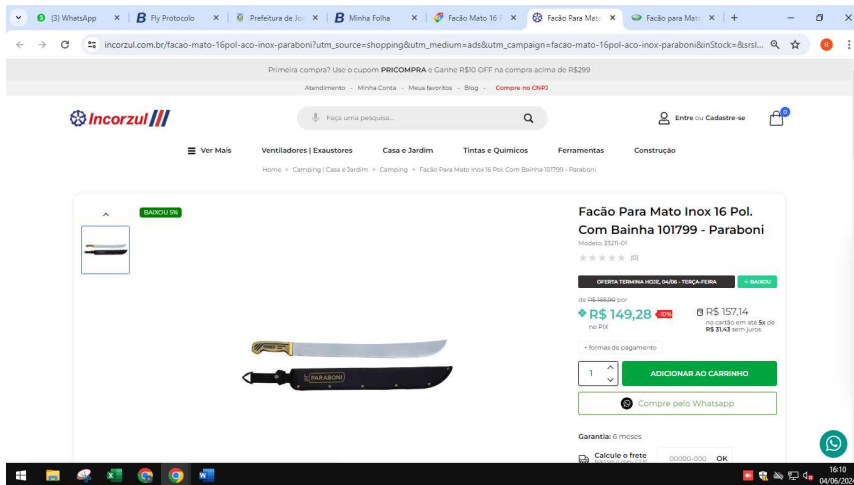 (3) WhatsApp
Fly Protocolo
Prefeitura de Jo
Minha Folha
Facão Mato 16 P
Facão Para Mato
Facão para Mato
incorzul.com.br/facao-mato-16pol-aco-inox-paraboni?utm_source=shopping&utm_medium=ads&utm_campaign=facao-mato-16pol-aco-inox-paraboni&inStock=&srsl...
Primeira compra? Use o cupom PRICOMPRA e Ganhe R$10 OFF na compra acima de R$299
Atendimento - Minha Conta - Meus favoritos - Blog - Compre no CNPJ
Incorzul
Faça uma pesquisa...
Entre ou Cadastre-se
0
Ver Mais
Ventiladores | Exaustores
Casa e Jardim
Tintas e Químicos
Ferramentas
Construção
Home
Camping | Casa e Jardim
Camping
Facão Para Mato Inox 16 Pol. Com Bainha 101799 - Paraboni
BAIXOU 5%
PARABONI
Facão Para Mato Inox 16 Pol.
Com Bainha 101799 - Paraboni
Modelo: 33211-01
(0)
OFERTA TERMINA HOJE, 04/06 - TERÇA-FEIRA
BAIXOU
de R$ 165,90 por
R$ 149,28 -10%
no PIX
R$ 157,14
no cartão em até 5x de
R$ 31,43 sem juros
+ formas de pagamento
1
ADICIONAR AO CARRINHO
Compre pelo Whatsapp
Garantia: 6 meses
Calcule o frete
00000-000
OK
16:10
04/06/2024